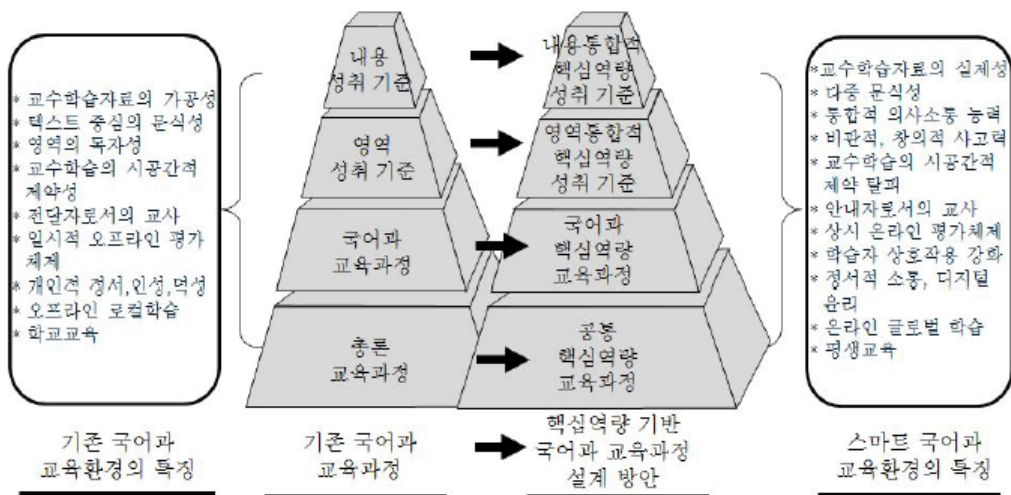 * 교수학습자료의 가공성
* 텍스트 중심의 문식성
* 영역의 독자성
* 교수학습의 시공간적
제약성
* 전달자로서의 교사
* 일시적 오프라인 평가
체제
* 개인적 정서,인성,덕성
* 오프라인 로컬학습
* 학교교육
기존 국어과
교육환경의 특징
내용
성취 기준
영역
성취 기준
국어과
교육과정
총론
교육과정
기존 국어과
교육과정
내용통합적
핵심역량
성취 기준
영역통합적
핵심역량
성취 기준
국어과
핵심역량
교육과정
공통
핵심역량
교육과정
핵심역량 기반
국어과 교육과정
설계 방안
*교수학습자료의 실제성
* 다중 문식성
* 통합적 의사소통 능력
* 비판적, 창의적 사고력
* 교수학습의 시공간적
제약 탈피
* 안내자로서의 교사
* 상시 온라인 평가체제
* 학습자 상호작용 강화
* 정서적 소통, 디지털
윤리
* 온라인 글로벌 학습
* 평생교육
스마트 국어과
교육환경의 특징